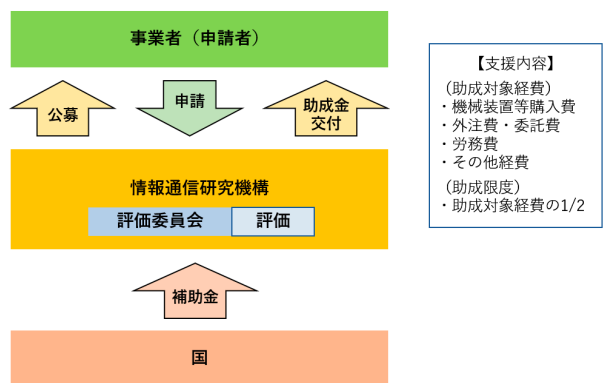 事業者（申請者）
公募
申請
助成金
交付
情報通信研究機構
評価委員会
評価
補助金
国
【支援内容】
（助成対象経費）
・機械装置等購入費
・外注費・委託費
・労務費
・その他経費
（助成限度）
・助成対象経費の1/2